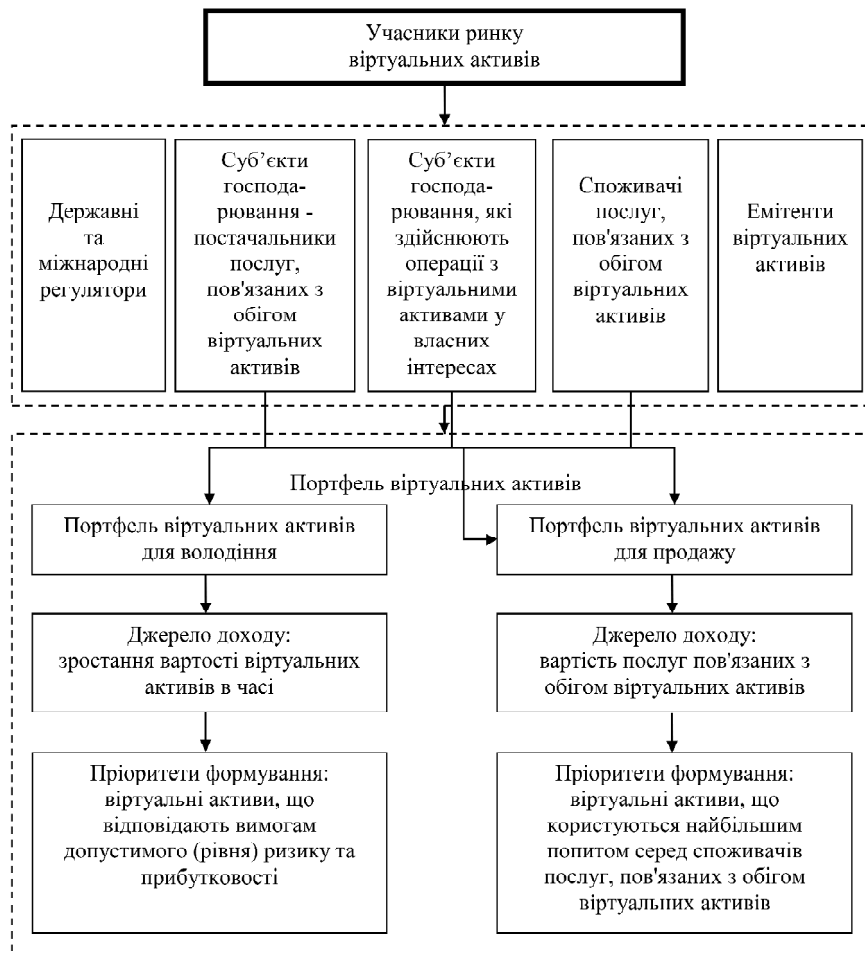 Учасники ринку
віртуальних активів
Державні
та
міжнародні
регулятори
Суб’єкти
господа-
рювання -
постачальники
послуг,
пов'язаних з
обігом
віртуальних
активів
Суб’єкти
господа-
рювання, які
здійснюють
операції з
віртуальними
активами у
власних
інтересах
Споживачі
послуг,
пов'язаних з
обігом
віртуальних
активів
Емітенти
віртуальних
активів
Портфель віртуальних активів
Портфель віртуальних активів
для володіння
Портфель віртуальних активів
для продажу
Джерело доходу:
зростання вартості віртуальних
активів в часі
Джерело доходу:
вартість послуг пов'язаних з
обігом віртуальних активів
Пріоритети формування:
віртуальні активи, що
відповідають вимогам
допустимого (рівня) ризику та
прибутковості
Пріоритети формування:
віртуальні активи, що
користуються найбільшим
попитом серед споживачів
послуг, пов'язаних з обігом
віртуальних активів